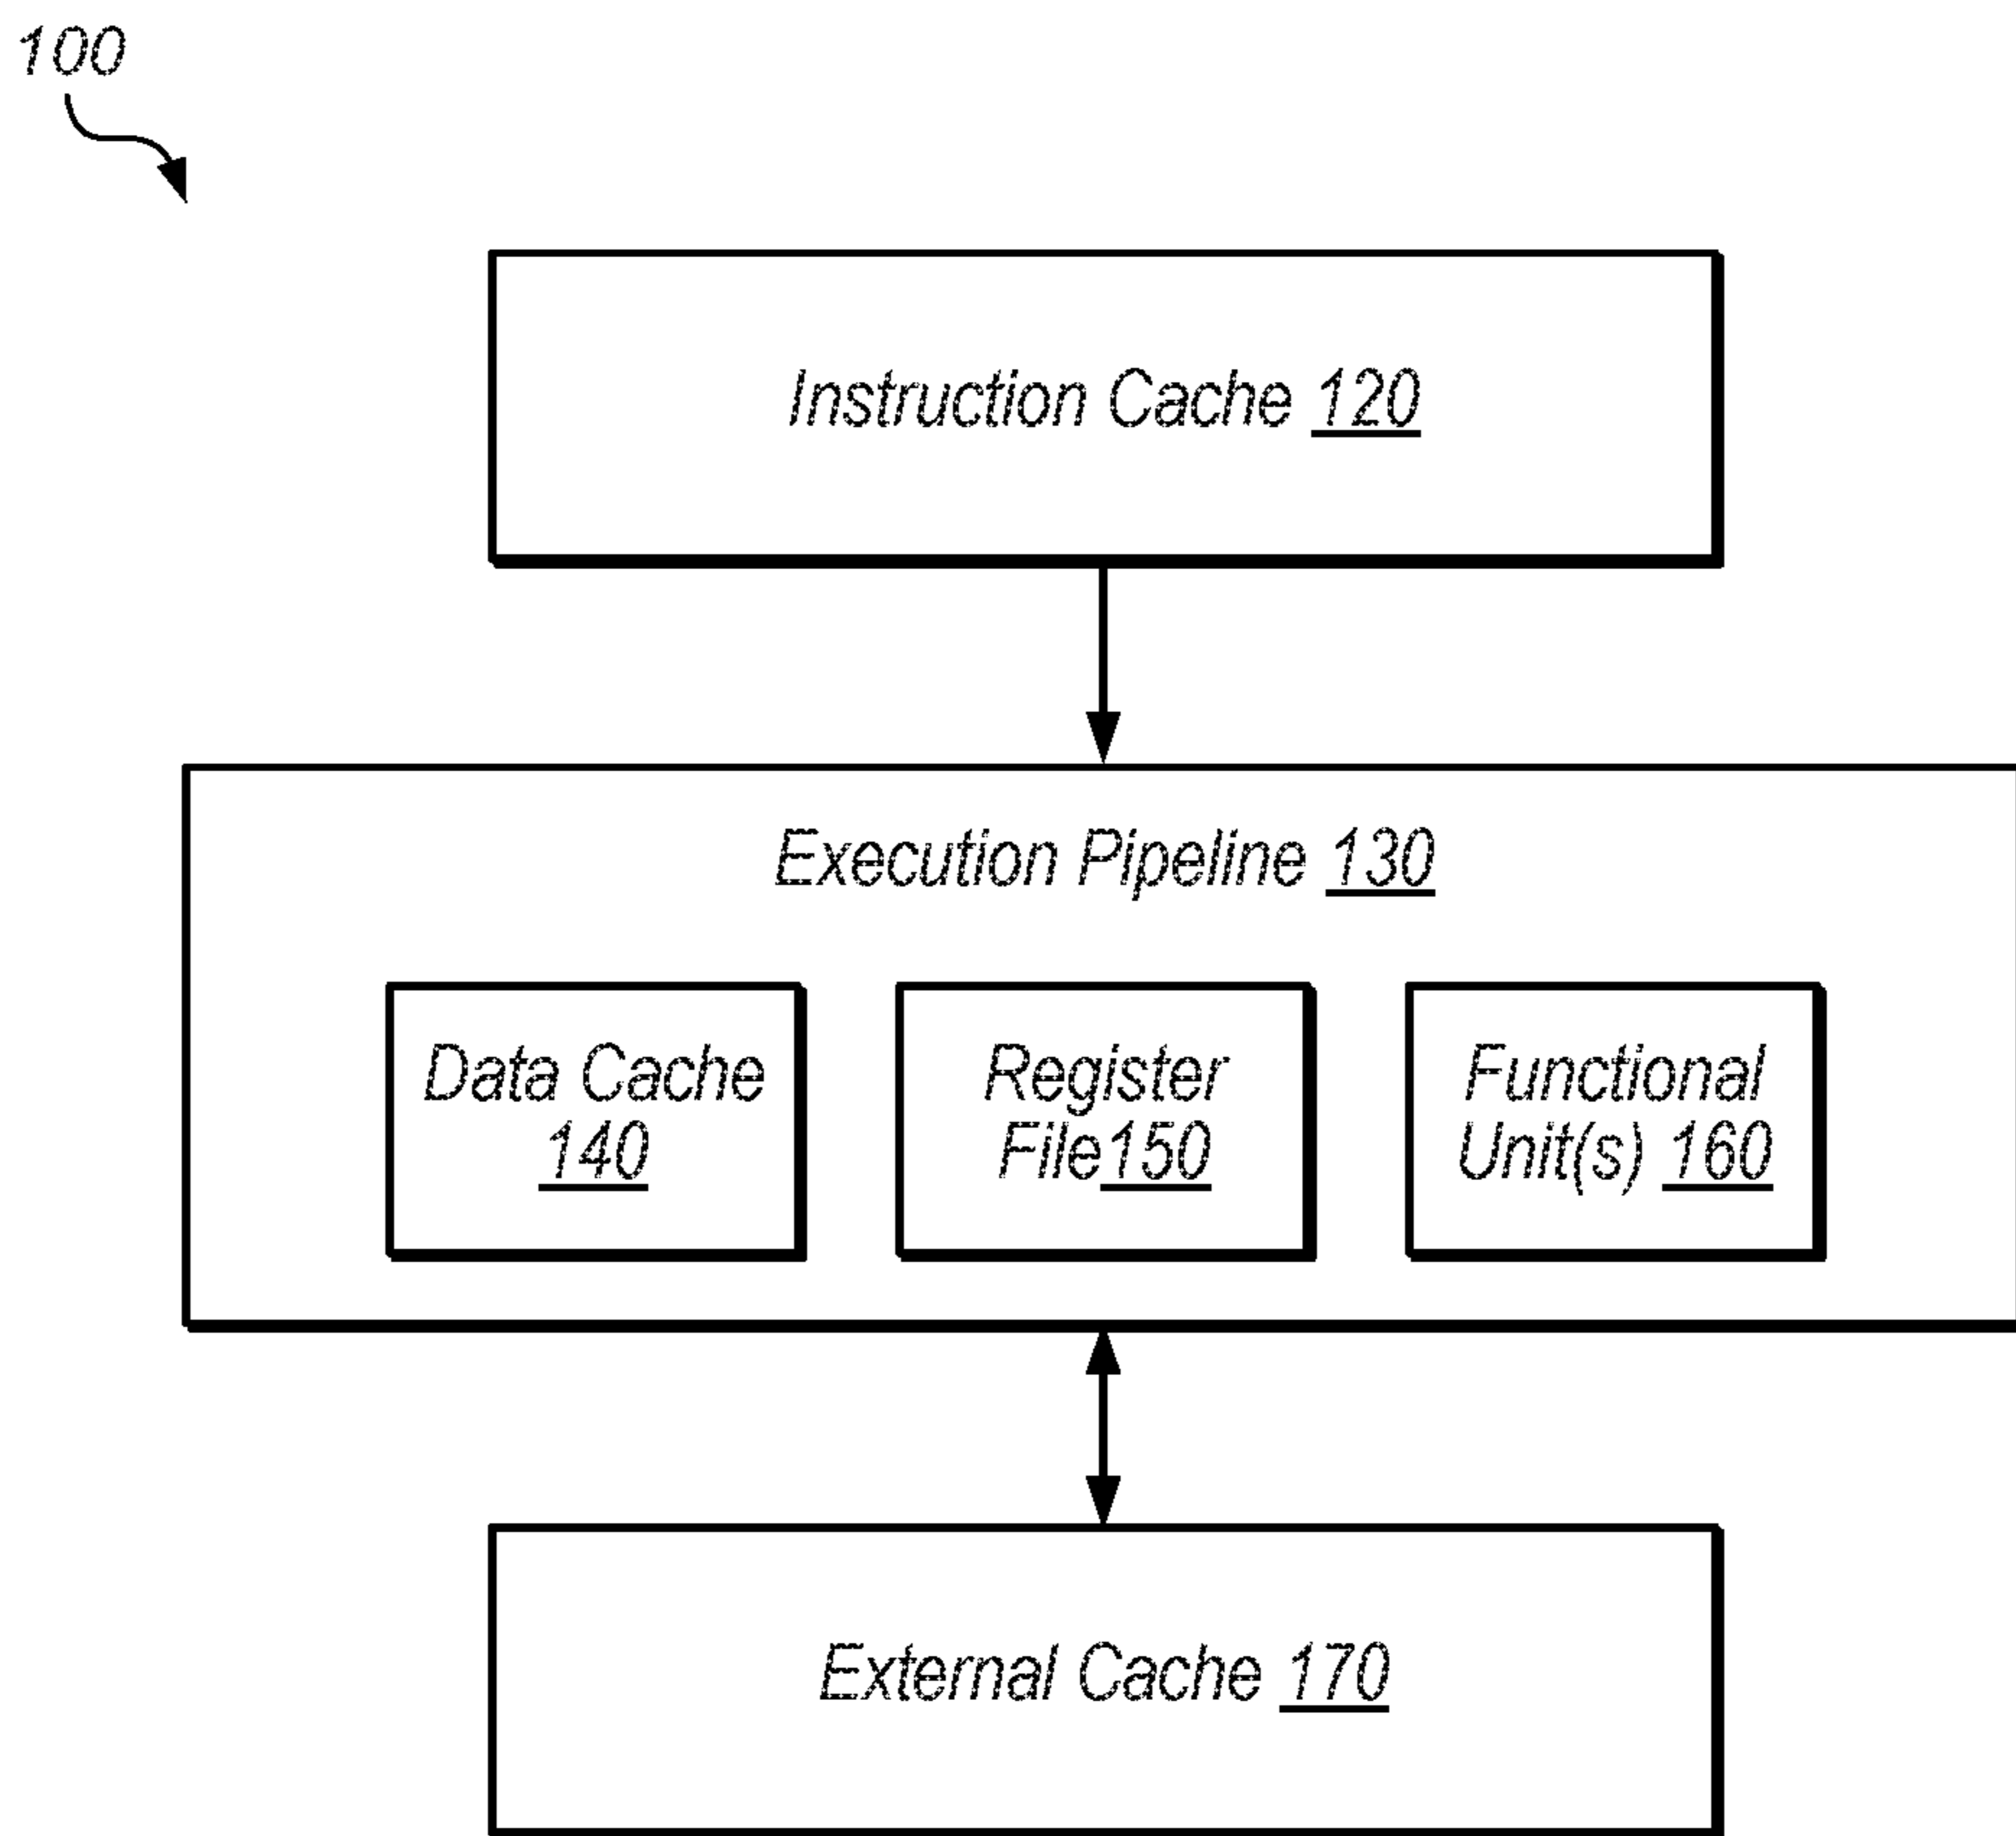 100
Instruction Cache 120
Execution Pipeline 130
Data Cache
140
Register
File150
Functional
Unit(s) 160
External Cache 170